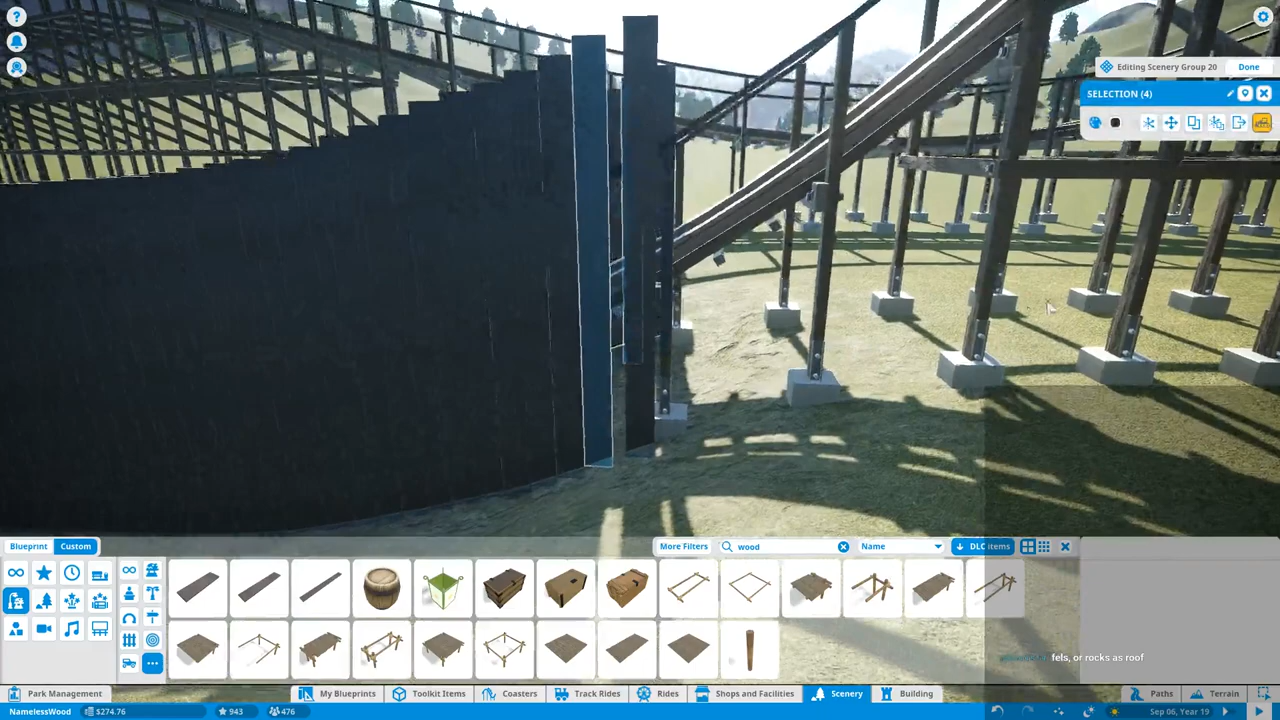 Editing Scenery Group 20
Done
SELECTION (4)
Blueprint
Custom
More Filters
wood
Name
DLC items
fels, or rocks as roof
Park Management
My Blueprints
Toolkit Items
Coasters
Track Rides
Rides
Shops and Facilities
Scenery
Building
Paths
Terrain
NamelessWood
$274.76
943
476
Sep 06, Year 19